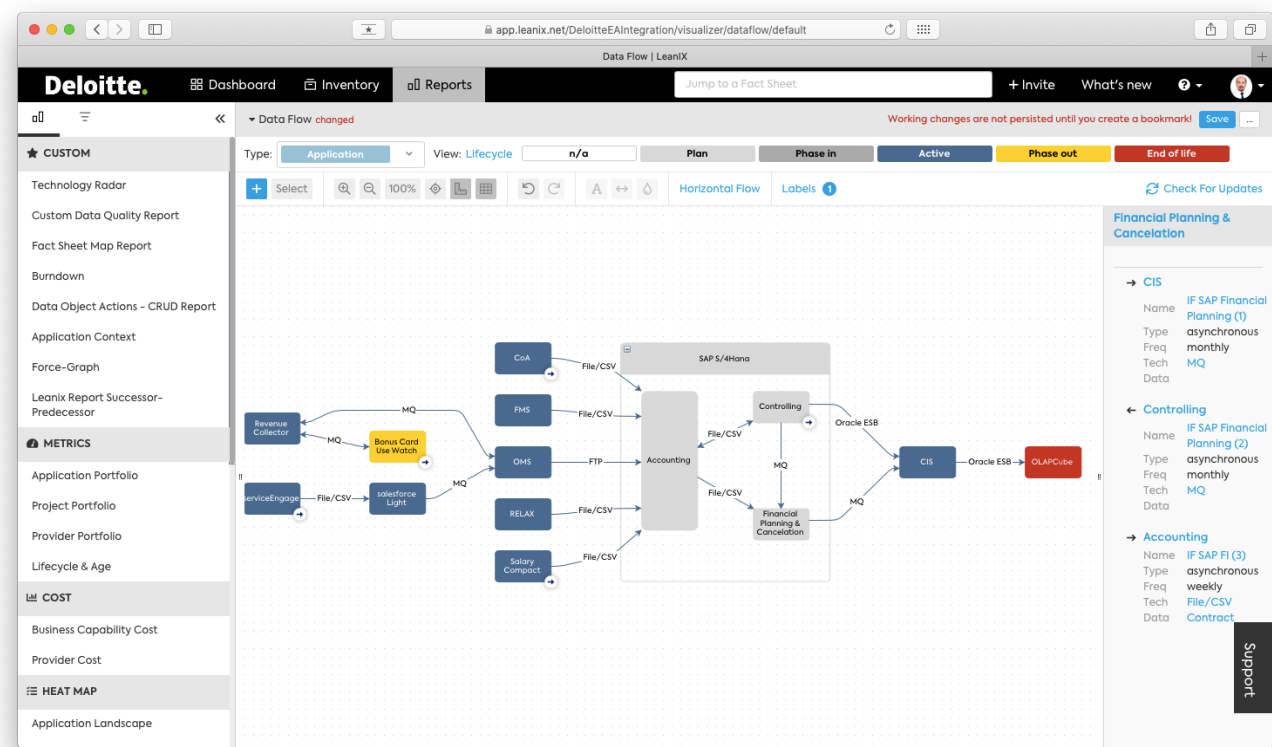 app.leanix.net/DeloitteEAIntegration/visualizer/dataflow/default
Data Flow | LeanIX
Deloitte.
Dashboard
Inventory
Reports
Jump to a Fact Sheet
+ Invite
What's new
Data Flow changed
Working changes are not persisted until you create a bookmark!
Save
...
CUSTOM
Technology Radar
Custom Data Quality Report
Fact Sheet Map Report
Burndown
Data Object Actions - CRUD Report
Application Context
Force-Graph
Leanix Report Successor-
Predecessor
METRICS
Application Portfolio
Project Portfolio
Provider Portfolio
Lifecycle & Age
COST
Business Capability Cost
Provider Cost
HEAT MAP
Application Landscape
Type:
Application
View: Lifecycle
n/a
Plan
Phase in
Active
Phase out
End of life
+
Select
100%
A
Horizontal Flow
Labels 1
Check For Updates
Revenue
Collector
MQ
MQ
Bonus Card
Use Watch
serviceEngage
File/CSV
salesforce
Light
MQ
CoA
File/CSV
FMS
File/CSV
OMS
FTP
RELAX
File/CSV
Salary
Compact
File/CSV
SAP S/4Hana
Accounting
File/CSV
File/CSV
Controlling
MQ
Financial
Planning &
Cancelation
Oracle ESB
MQ
CIS
Oracle ESB
OLAPCube
Financial Planning &
Cancelation
→ CIS
Name IF SAP Financial
Planning (1)
Type asynchronous
Freq monthly
Tech MQ
Data
← Controlling
Name IF SAP Financial
Planning (2)
Type asynchronous
Freq monthly
Tech MQ
Data
→ Accounting
Name IF SAP FI (3)
Type asynchronous
Freq weekly
Tech File/CSV
Data Contract
Support